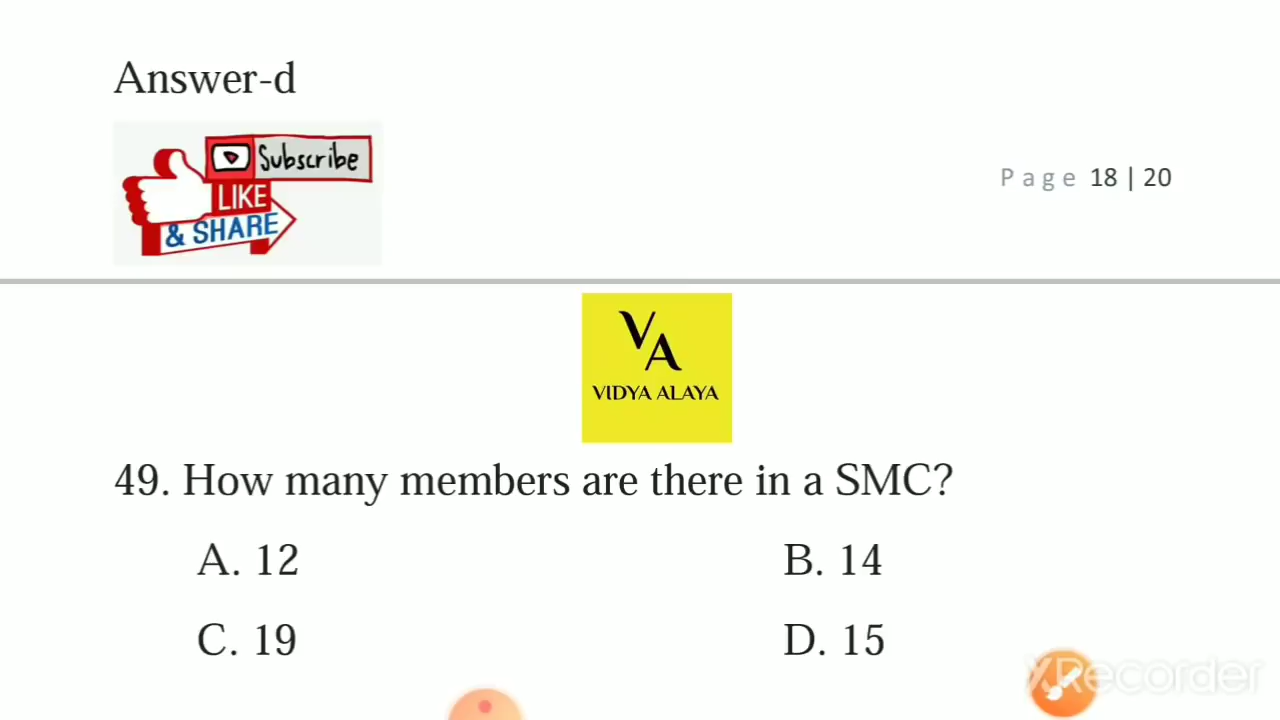 Answer-d
Subscribe
LIKE
& SHARE
Page 18 | 20
VA
VIDYA ALAYA
49. How many members are there in a SMC?
A. 12
B. 14
C. 19
D. 15
XRecorder